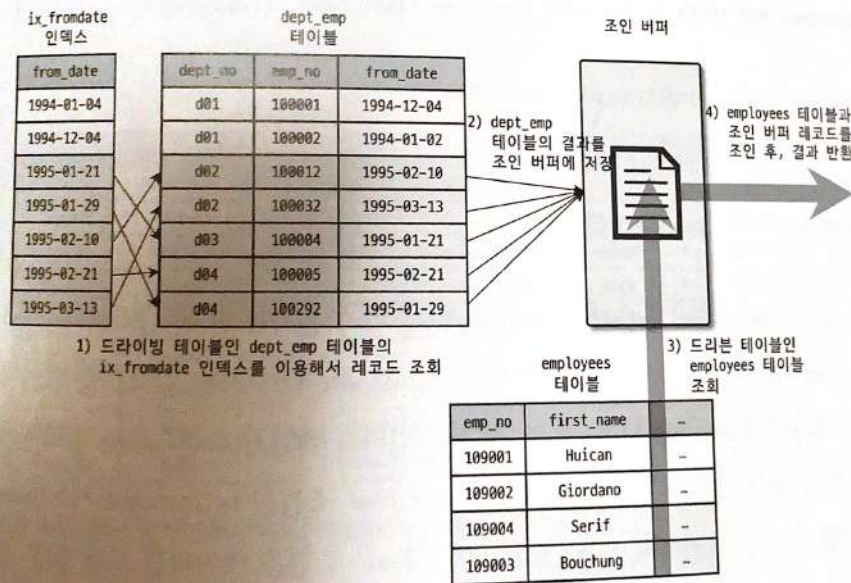 ix_fromdate
인덱스
from_date
1994-01-04
1994-12-04
1995-01-21
1995-01-29
1995-02-10
1995-02-21
1995-03-13
dept_emp
테이블
dept_no emp_no from_date
d01 100001 1994-12-04
d01 100002 1994-01-02
d02 100012 1995-02-10
d02 100032 1995-03-13
d03 100004 1995-01-21
d04 100005 1995-02-21
d04 100292 1995-01-29
1) 드라이빙 테이블인 dept_emp 테이블의
ix_fromdate 인덱스를 이용해서 레코드 조회
2) dept_emp
테이블의 결과를
조인 버퍼에 저장
조인 버퍼
4) employees 테이블과
조인 버퍼 레코드를
조인 후, 결과 반환
3) 드리븐 테이블인
employees 테이블
조회
employees
테이블
emp_no first_name …
109001 Huican …
109002 Giordano …
109004 Serif …
109003 Bouchung …